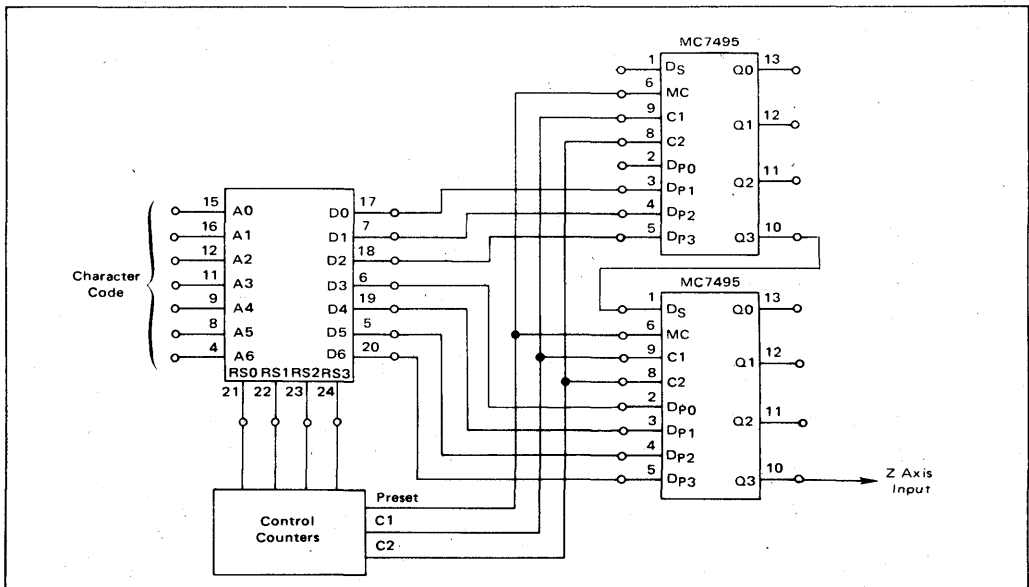 MC7495
1 DS Q0 13
6 MC
9 C1 Q1 12
8 C2
2 DP0 Q2 11
3 DP1
4 DP2
5 DP3 Q3 10
Character
Code
15 A0 D0 17
16 A1 D1 7
12 A2 D2 18
11 A3 D3 6
9 A4 D4 19
8 A5 D5 5
4 A6 D6 20
RS0 RS1 RS2 RS3
21 22 23 24
MC7495
1 DS Q0 13
6 MC
9 C1 Q1 12
8 C2
2 DP0 Q2 11
3 DP1
4 DP2
5 DP3 Q3 10
Z Axis
Input
Control
Counters
Preset
C1
C2